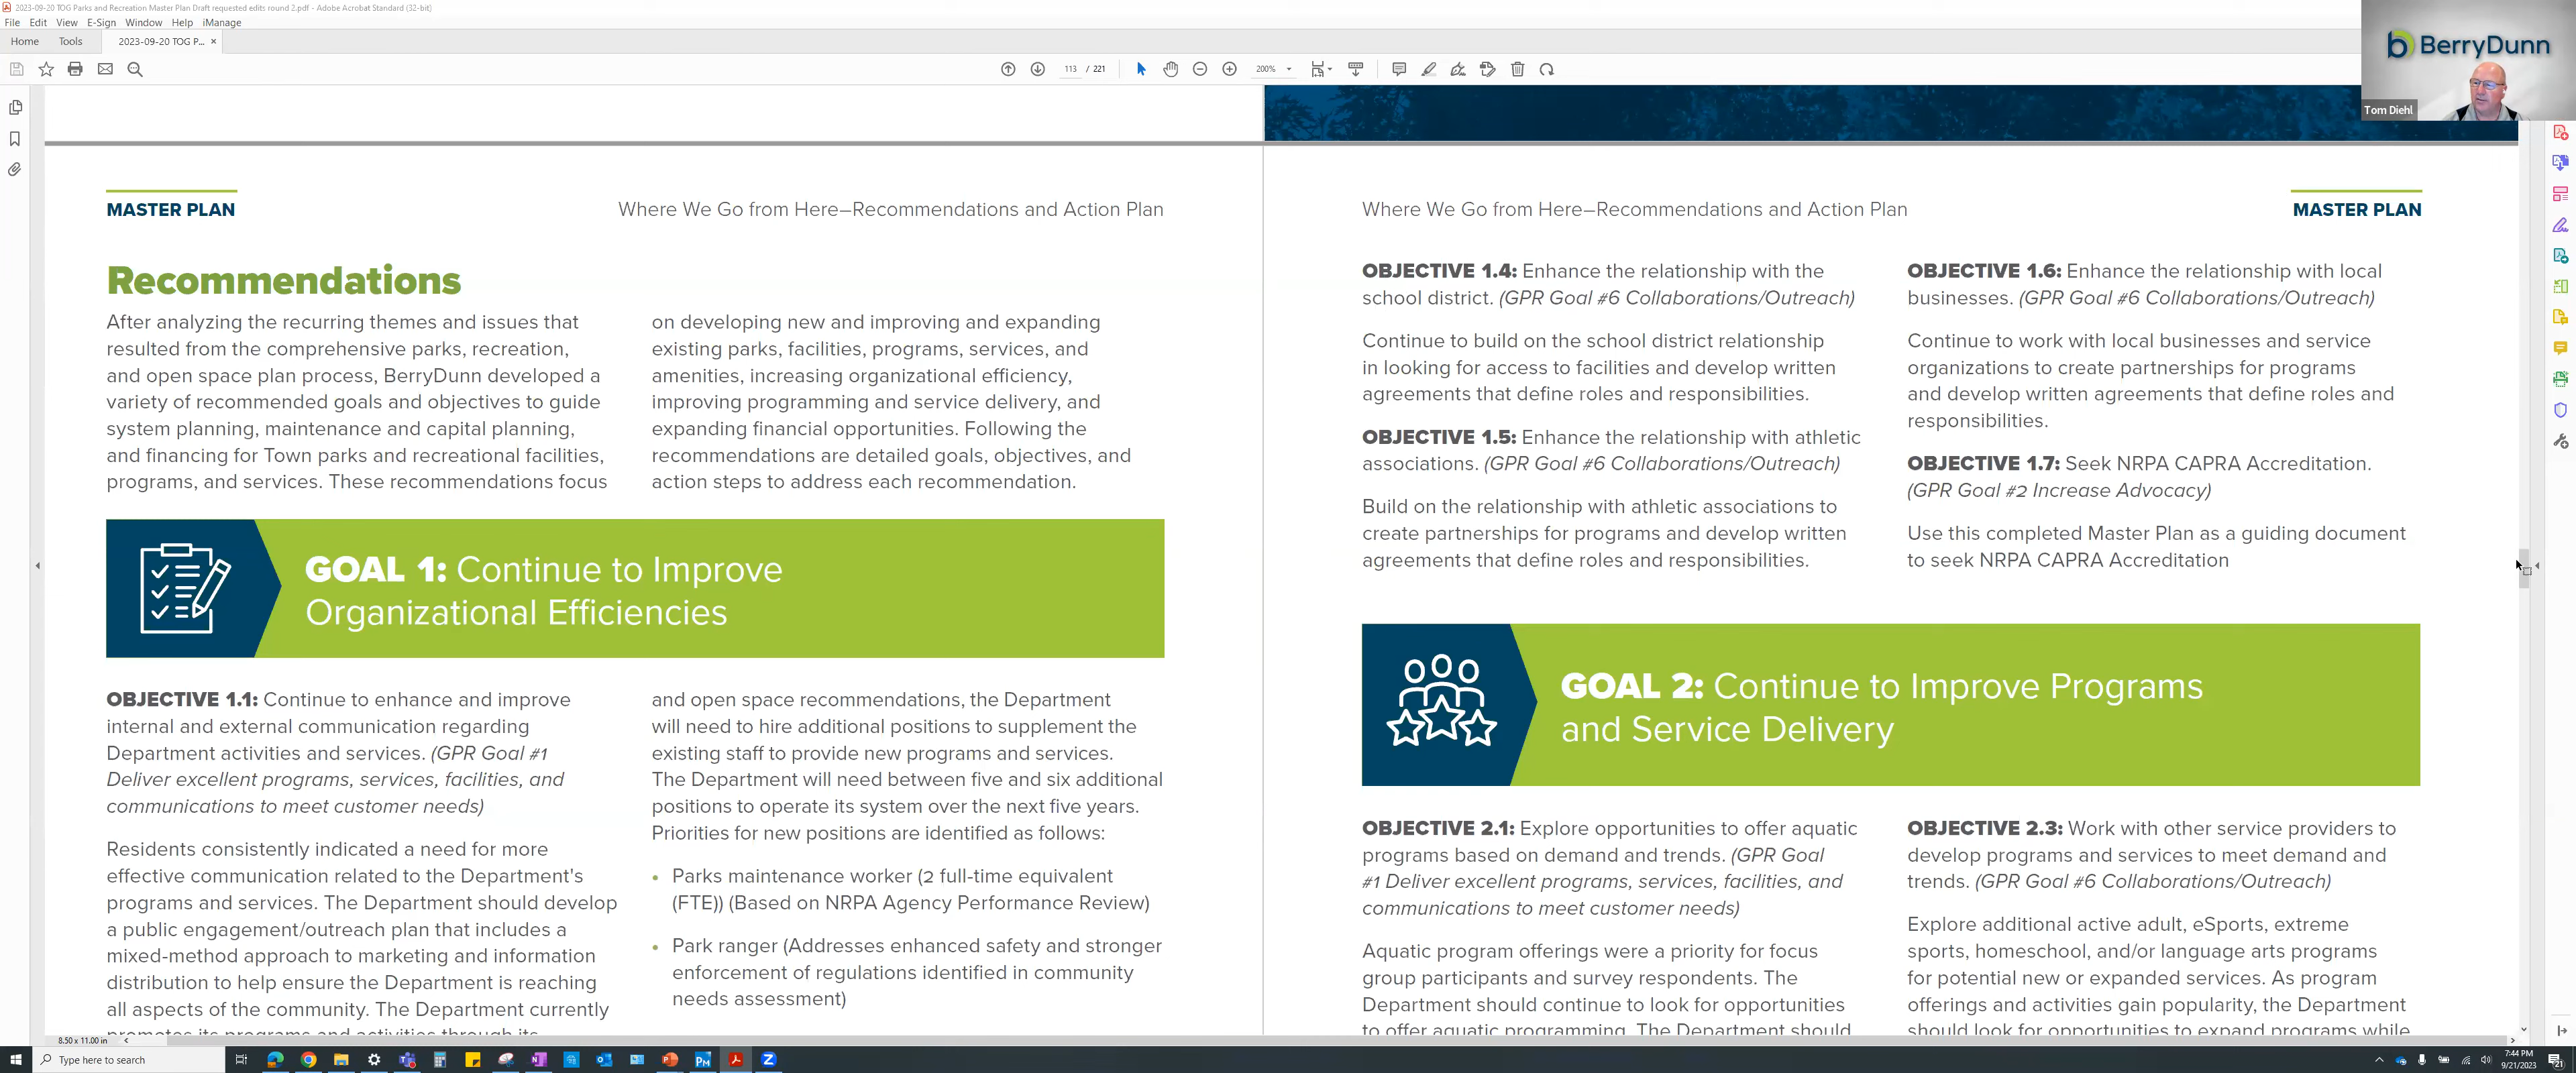 2023-09-20 TOG Parks and Recreation Master Plan Draft requested edits round 2.pdf - Adobe Acrobat Standard (32-bit)
File Edit View E-Sign Window Help iManage
Home Tools 2023-09-20 TOG P... ×
113 / 221 200%
BerryDunn
Tom Diehl
MASTER PLAN
Where We Go from Here–Recommendations and Action Plan
Recommendations
After analyzing the recurring themes and issues that
resulted from the comprehensive parks, recreation,
and open space plan process, BerryDunn developed a
variety of recommended goals and objectives to guide
system planning, maintenance and capital planning,
and financing for Town parks and recreational facilities,
programs, and services. These recommendations focus
on developing new and improving and expanding
existing parks, facilities, programs, services, and
amenities, increasing organizational efficiency,
improving programming and service delivery, and
expanding financial opportunities. Following the
recommendations are detailed goals, objectives, and
action steps to address each recommendation.
GOAL 1: Continue to Improve
Organizational Efficiencies
OBJECTIVE 1.1: Continue to enhance and improve
internal and external communication regarding
Department activities and services. (GPR Goal #1
Deliver excellent programs, services, facilities, and
communications to meet customer needs)
Residents consistently indicated a need for more
effective communication related to the Department's
programs and services. The Department should develop
a public engagement/outreach plan that includes a
mixed-method approach to marketing and information
distribution to help ensure the Department is reaching
all aspects of the community. The Department currently
promotes its programs and activities through its
and open space recommendations, the Department
will need to hire additional positions to supplement the
existing staff to provide new programs and services.
The Department will need between five and six additional
positions to operate its system over the next five years.
Priorities for new positions are identified as follows:
• Parks maintenance worker (2 full-time equivalent
(FTE)) (Based on NRPA Agency Performance Review)
• Park ranger (Addresses enhanced safety and stronger
enforcement of regulations identified in community
needs assessment)
Where We Go from Here–Recommendations and Action Plan
MASTER PLAN
OBJECTIVE 1.4: Enhance the relationship with the
school district. (GPR Goal #6 Collaborations/Outreach)
Continue to build on the school district relationship
in looking for access to facilities and develop written
agreements that define roles and responsibilities.
OBJECTIVE 1.5: Enhance the relationship with athletic
associations. (GPR Goal #6 Collaborations/Outreach)
Build on the relationship with athletic associations to
create partnerships for programs and develop written
agreements that define roles and responsibilities.
OBJECTIVE 1.6: Enhance the relationship with local
businesses. (GPR Goal #6 Collaborations/Outreach)
Continue to work with local businesses and service
organizations to create partnerships for programs
and develop written agreements that define roles and
responsibilities.
OBJECTIVE 1.7: Seek NRPA CAPRA Accreditation.
(GPR Goal #2 Increase Advocacy)
Use this completed Master Plan as a guiding document
to seek NRPA CAPRA Accreditation
GOAL 2: Continue to Improve Programs
and Service Delivery
OBJECTIVE 2.1: Explore opportunities to offer aquatic
programs based on demand and trends. (GPR Goal
#1 Deliver excellent programs, services, facilities, and
communications to meet customer needs)
Aquatic program offerings were a priority for focus
group participants and survey respondents. The
Department should continue to look for opportunities
to offer aquatic programming. The Department should
OBJECTIVE 2.3: Work with other service providers to
develop programs and services to meet demand and
trends. (GPR Goal #6 Collaborations/Outreach)
Explore additional active adult, eSports, extreme
sports, homeschool, and/or language arts programs
for potential new or expanded services. As program
offerings and activities gain popularity, the Department
should look for opportunities to expand programs while
8.50 x 11.00 in
Type here to search
7:44 PM
9/21/2023
21